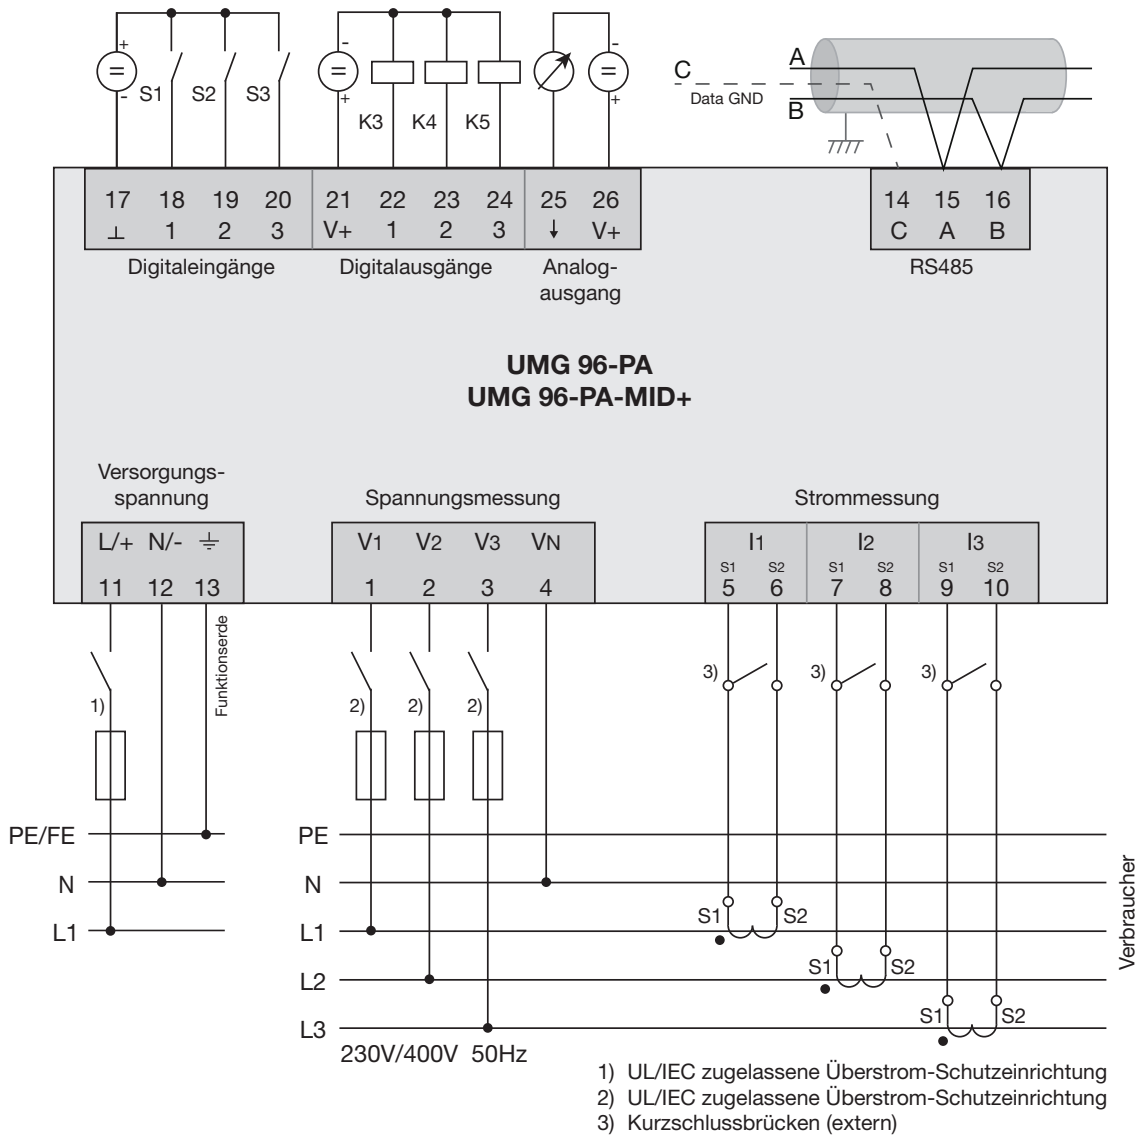 + - - -
S1 S2 S3
- + +
K3 K4 K5
C A
Data GND
B
17 18 19 20 21 22 23 24 25 26
⊥ 1 2 3 V+ 1 2 3 ↓ V+
14 15 16
C A B
Digitaleingänge
Digitalausgänge
Analog-
ausgang
RS485
UMG 96-PA
UMG 96-PA-MID+
Versorgungs-
spannung
Spannungsmessung
Strommessung
L/+ N/-
11 12 13
V1 V2 V3 VN
1 2 3 4
I1 I2 I3
S1 S2 S1 S2 S1 S2
5 6 7 8 9 10
Funktionserde
1)
2) 2) 2)
3) 3) 3)
PE/FE
N
L1
PE
N
L1
L2
L3
S1 S2
S1 S2
S1 S2
Verbraucher
230V/400V 50Hz
1) UL/IEC zugelassene Überstrom-Schutzeinrichtung
2) UL/IEC zugelassene Überstrom-Schutzeinrichtung
3) Kurzschlussbrücken (extern)